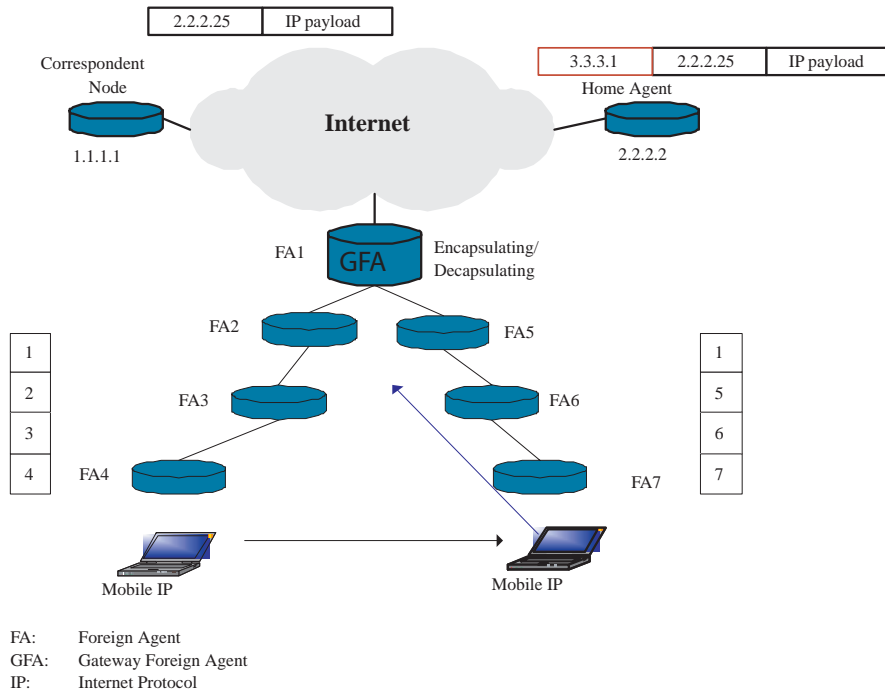 2.2.2.25 IP payload
3.3.3.1 2.2.2.25 IP payload
Correspondent
Node
Home Agent
Internet
1.1.1.1
2.2.2.2
FA1
GFA
Encapsulating/
Decapsulating
FA2
FA5
1
2
3
4
1
5
6
7
FA3
FA6
FA4
FA7
Mobile IP
Mobile IP
FA: Foreign Agent
GFA: Gateway Foreign Agent
IP: Internet Protocol